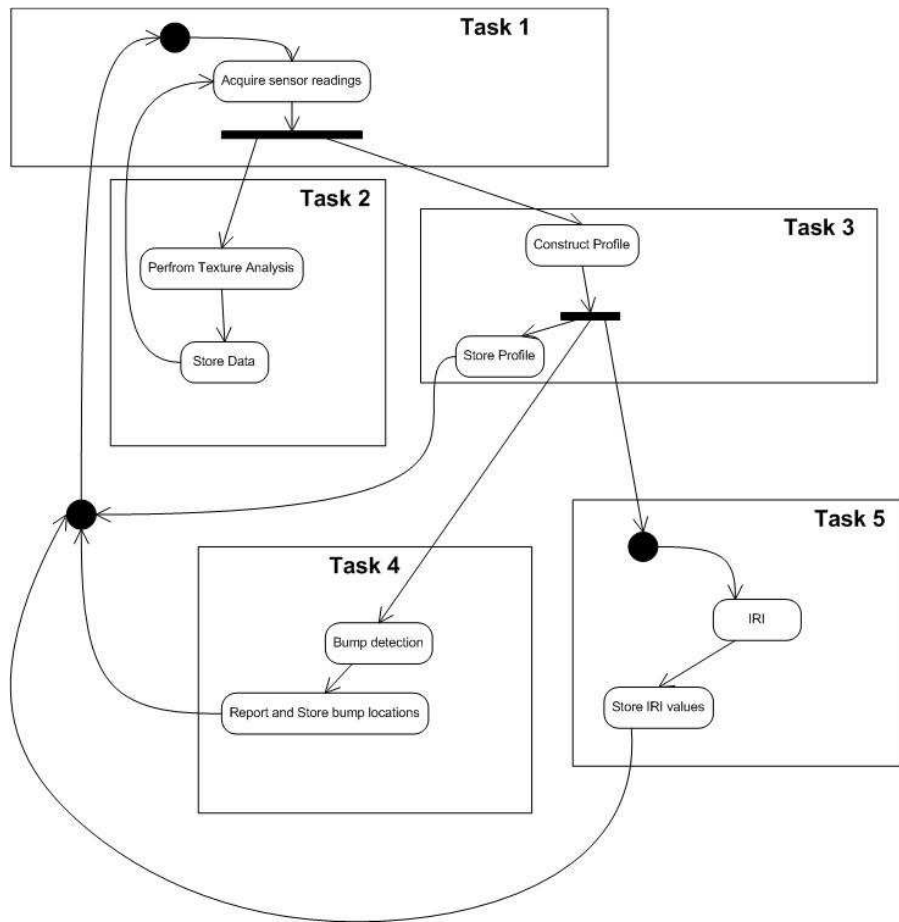 Task 1
Acquire sensor readings
Task 2
Perfrom Texture Analysis
Store Data
Task 3
Construct Profile
Store Profile
Task 4
Bump detection
Report and Store bump locations
Task 5
IRI
Store IRI values